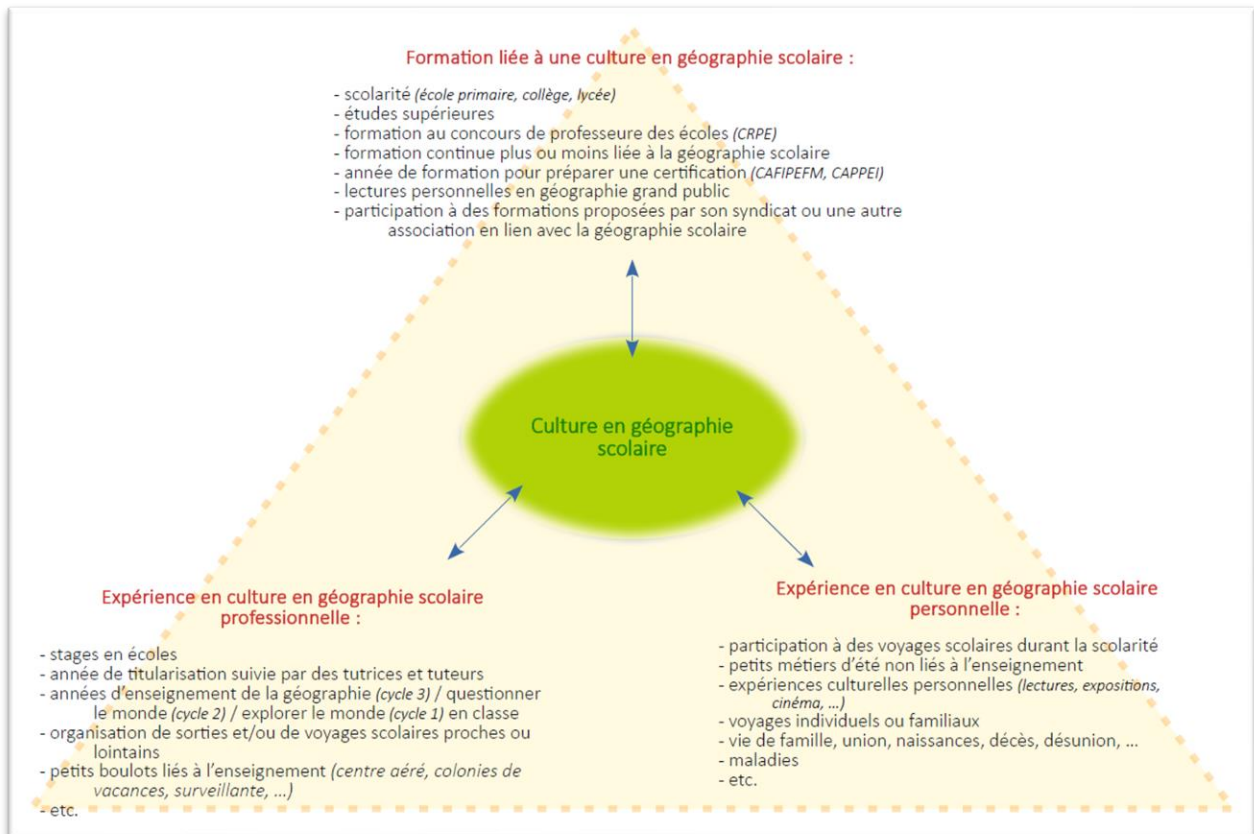 Formation liée à une culture en géographie scolaire :
- scolarité (école primaire, collège, lycée)
- études supérieures
- formation au concours de professeure des écoles (CRPE)
- formation continue plus ou moins liée à la géographie scolaire
- année de formation pour préparer une certification (CAFIPEFM, CAPPEI)
- lectures personnelles en géographie grand public
- participation à des formations proposées par son syndicat ou une autre
association en lien avec la géographie scolaire
Culture en géographie
scolaire
Expérience en culture en géographie scolaire
professionnelle :
- stages en écoles
- année de titularisation suivie par des tutrices et tuteurs
- années d'enseignement de la géographie (cycle 3) / questionner
le monde (cycle 2) / explorer le monde (cycle 1) en classe
- organisation de sorties et/ou de voyages scolaires proches ou
lointains
- petits boulots liés à l'enseignement (centre aéré, colonies de
vacances, surveillante, ...)
- etc.
Expérience en culture en géographie scolaire
personnelle :
- participation à des voyages scolaires durant la scolarité
- petits métiers d'été non liés à l'enseignement
- expériences culturelles personnelles (lectures, expositions,
cinéma, ...)
- voyages individuels ou familiaux
- vie de famille, union, naissances, décès, désunion, ...
- maladies
- etc.